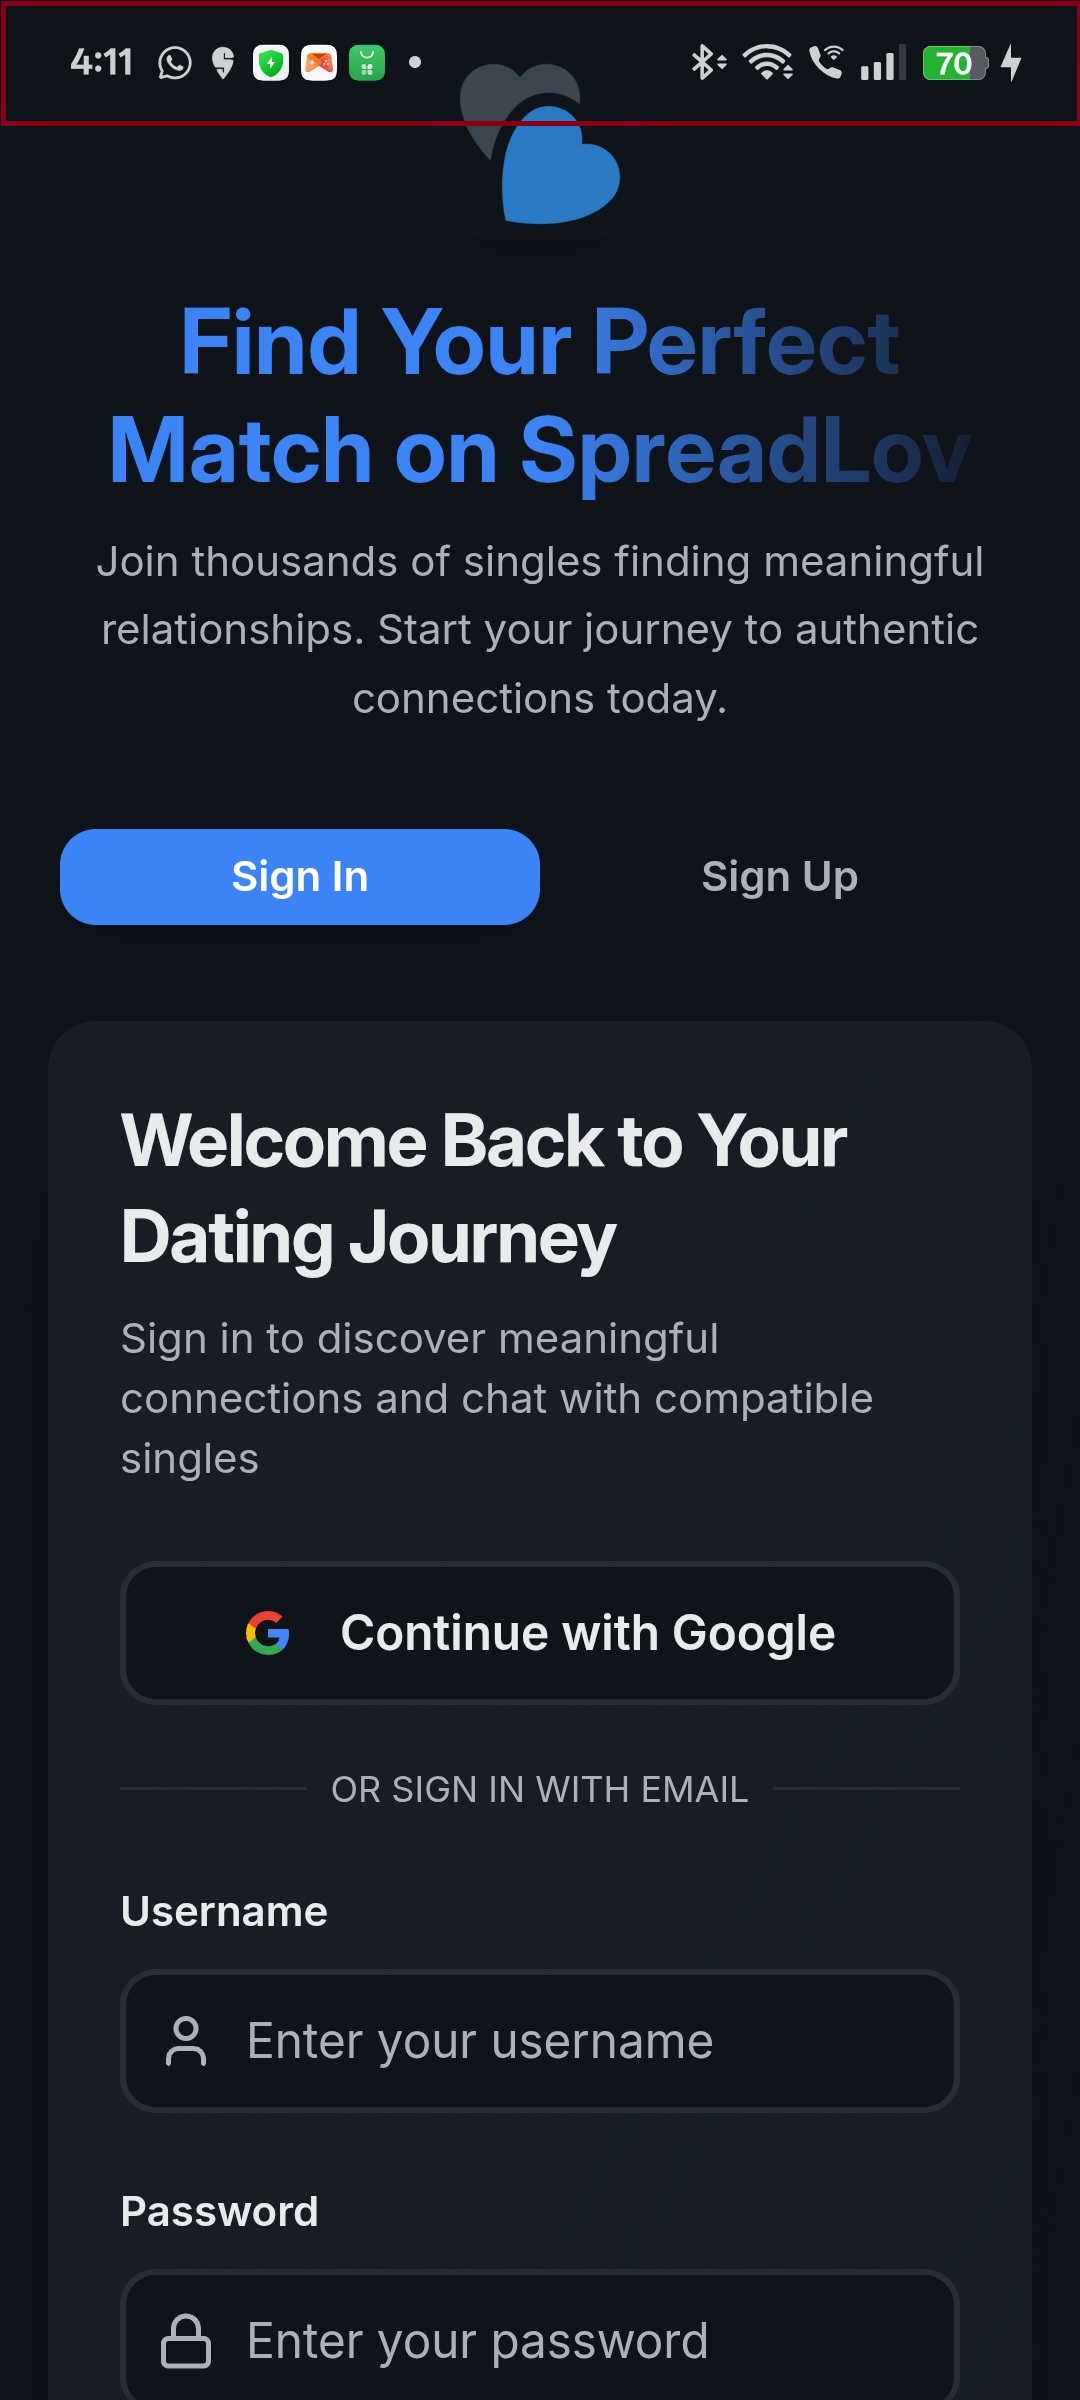 4:11
70
Find Your Perfect
Match on SpreadLov
Join thousands of singles finding meaningful
relationships. Start your journey to authentic
connections today.
Sign In Sign Up
Welcome Back to Your
Dating Journey
Sign in to discover meaningful
connections and chat with compatible
singles
Continue with Google
OR SIGN IN WITH EMAIL
Username
Enter your username
Password
Enter your password